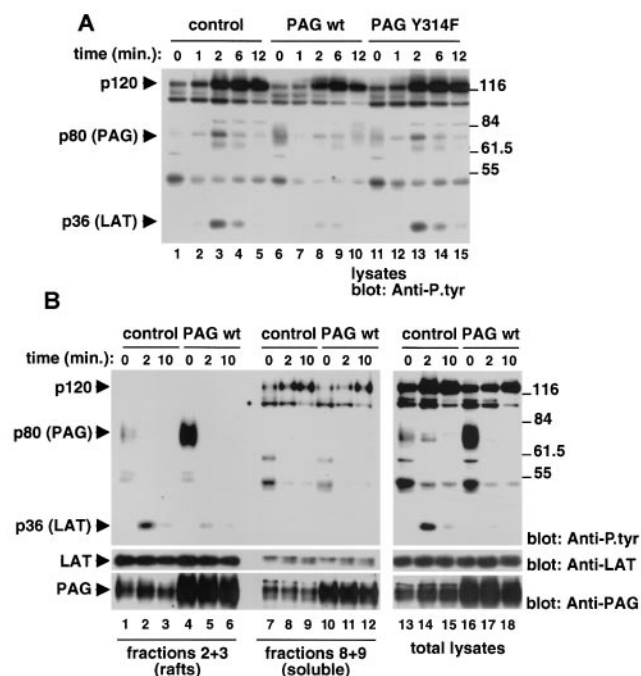 A
control PAG wt PAG Y314F
time (min.): 0 1 2 6 12 0 1 2 6 12 0 1 2 6 12
p120
116
84
p80 (PAG)
61.5
55
p36 (LAT)
1 2 3 4 5 6 7 8 9 10 11 12 13 14 15
lysates
blot: Anti-P.tyr
B
control PAG wt control PAG wt control PAG wt
time (min.): 0 2 10 0 2 10 0 2 10 0 2 10 0 2 10 0 2 10
p120
116
84
p80 (PAG)
61.5
55
p36 (LAT)
blot: Anti-P.tyr
LAT
blot: Anti-LAT
PAG
blot: Anti-PAG
1 2 3 4 5 6 7 8 9 10 11 12 13 14 15 16 17 18
fractions 2+3 fractions 8+9 total lysates
(rafts) (soluble)